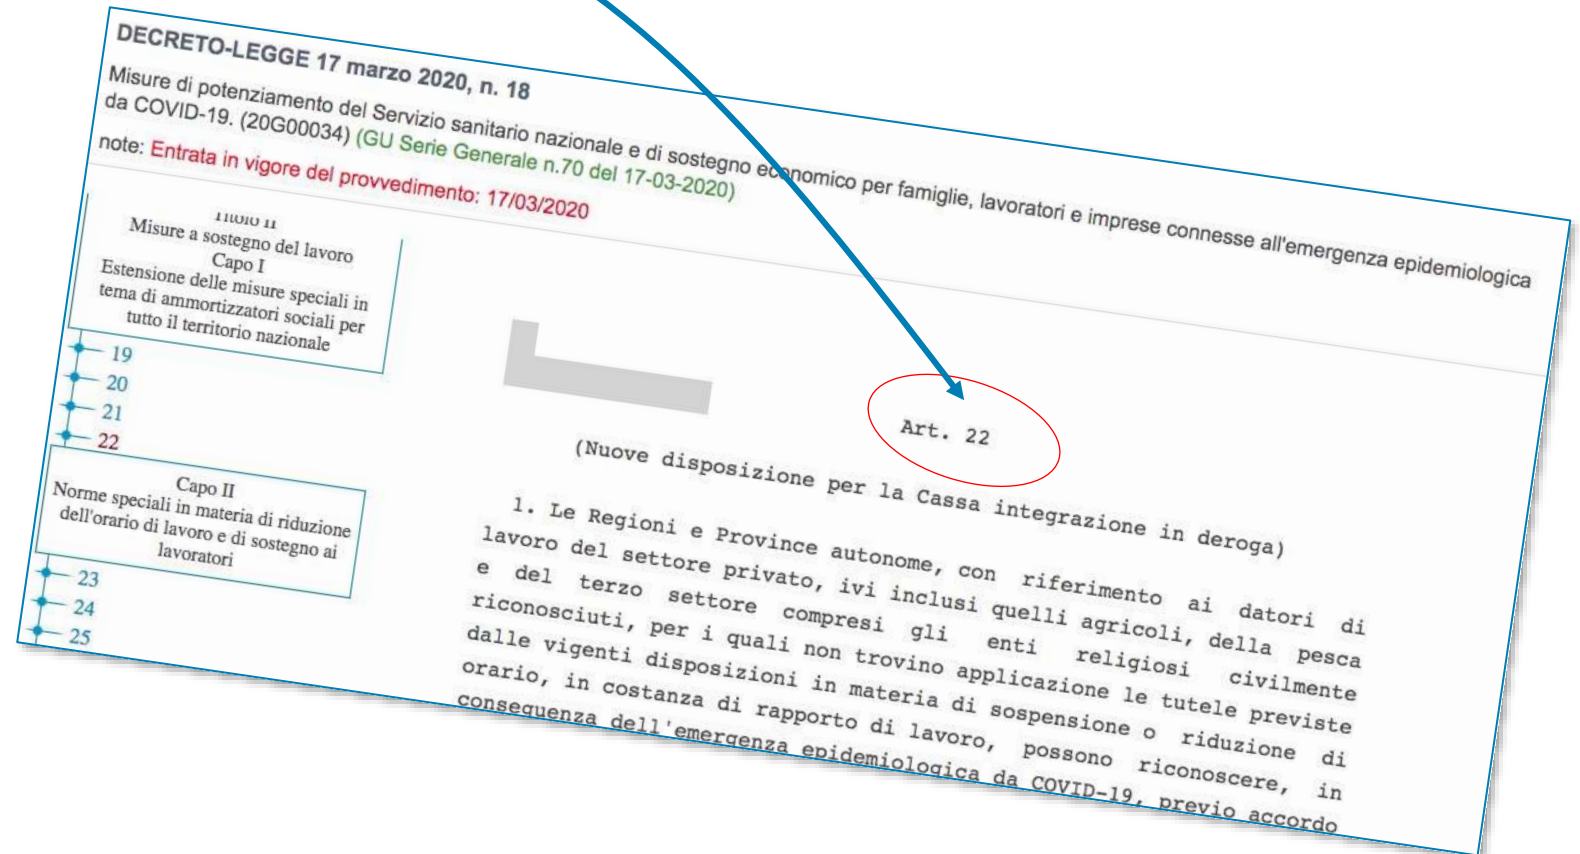 DECRETO-LEGGE 17 marzo 2020, n. 18
Misure di potenziamento del Servizio sanitario nazionale e di sostegno economico per famiglie, lavoratori e imprese connesse all'emergenza epidemiologica
da COVID-19. (20G00034) (GU Serie Generale n.70 del 17-03-2020)
note: Entrata in vigore del provvedimento: 17/03/2020
Titolo II
Misure a sostegno del lavoro
Capo I
Estensione delle misure speciali in
tema di ammortizzatori sociali per
tutto il territorio nazionale
19
20
21
22
Capo II
Norme speciali in materia di riduzione
dell'orario di lavoro e di sostegno ai
lavoratori
23
24
25
Art. 22
(Nuove disposizione per la Cassa integrazione in deroga)
1. Le Regioni e Province autonome, con riferimento ai datori di
lavoro del settore privato, ivi inclusi quelli agricoli, della pesca
e del terzo settore compresi gli enti religiosi civilmente
riconosciuti, per i quali non trovino applicazione le tutele previste
dalle vigenti disposizioni in materia di sospensione o riduzione di
orario, in costanza di rapporto di lavoro, possono riconoscere, in
conseguenza dell'emergenza epidemiologica da COVID-19, previo accordo